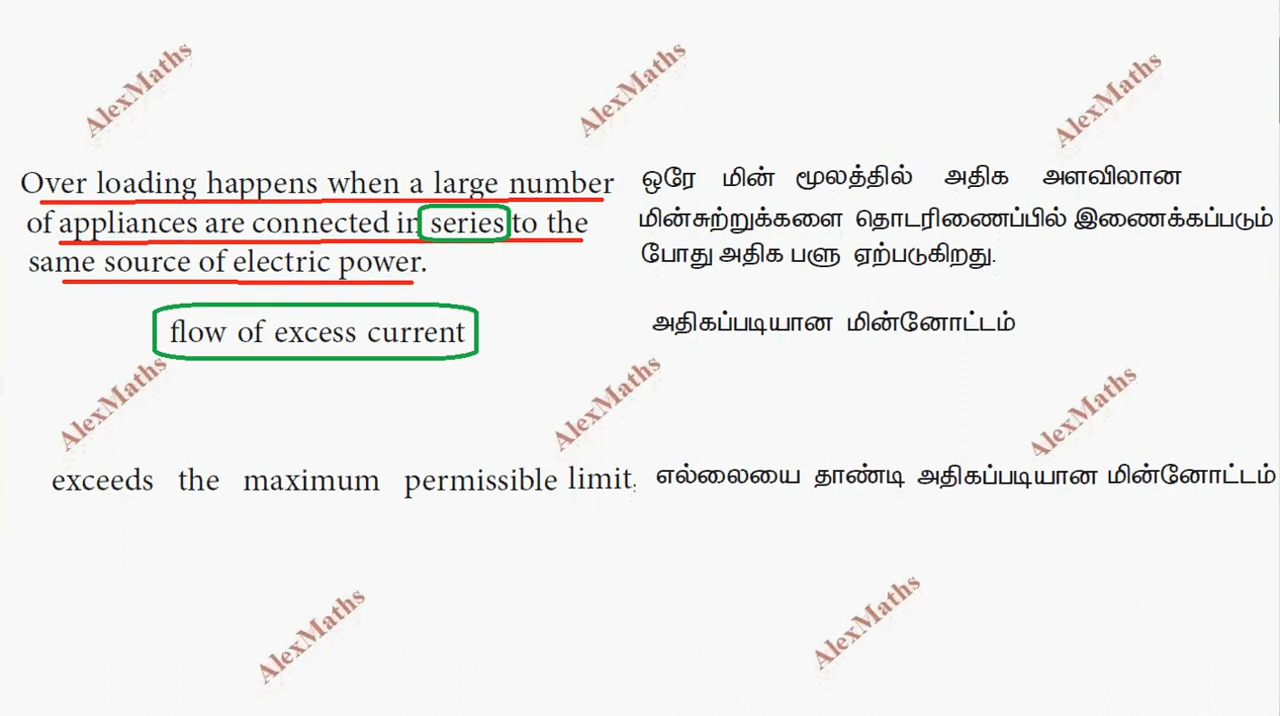 AlexMaths
AlexMaths
AlexMaths
Over loading happens when a large number
of appliances are connected in series to the
same source of electric power.
ஒரே மின் மூலத்தில் அதிக அளவிலான
மின்சுற்றுக்களை தொடரிணைப்பில் இணைக்கப்படும்
போது அதிக பளு ஏற்படுகிறது.
flow of excess current
அதிகப்படியான மின்னோட்டம்
AlexMaths
AlexMaths
AlexMaths
exceeds the maximum permissible limit.
எல்லையை தாண்டி அதிகப்படியான மின்னோட்டம்
AlexMaths
AlexMaths